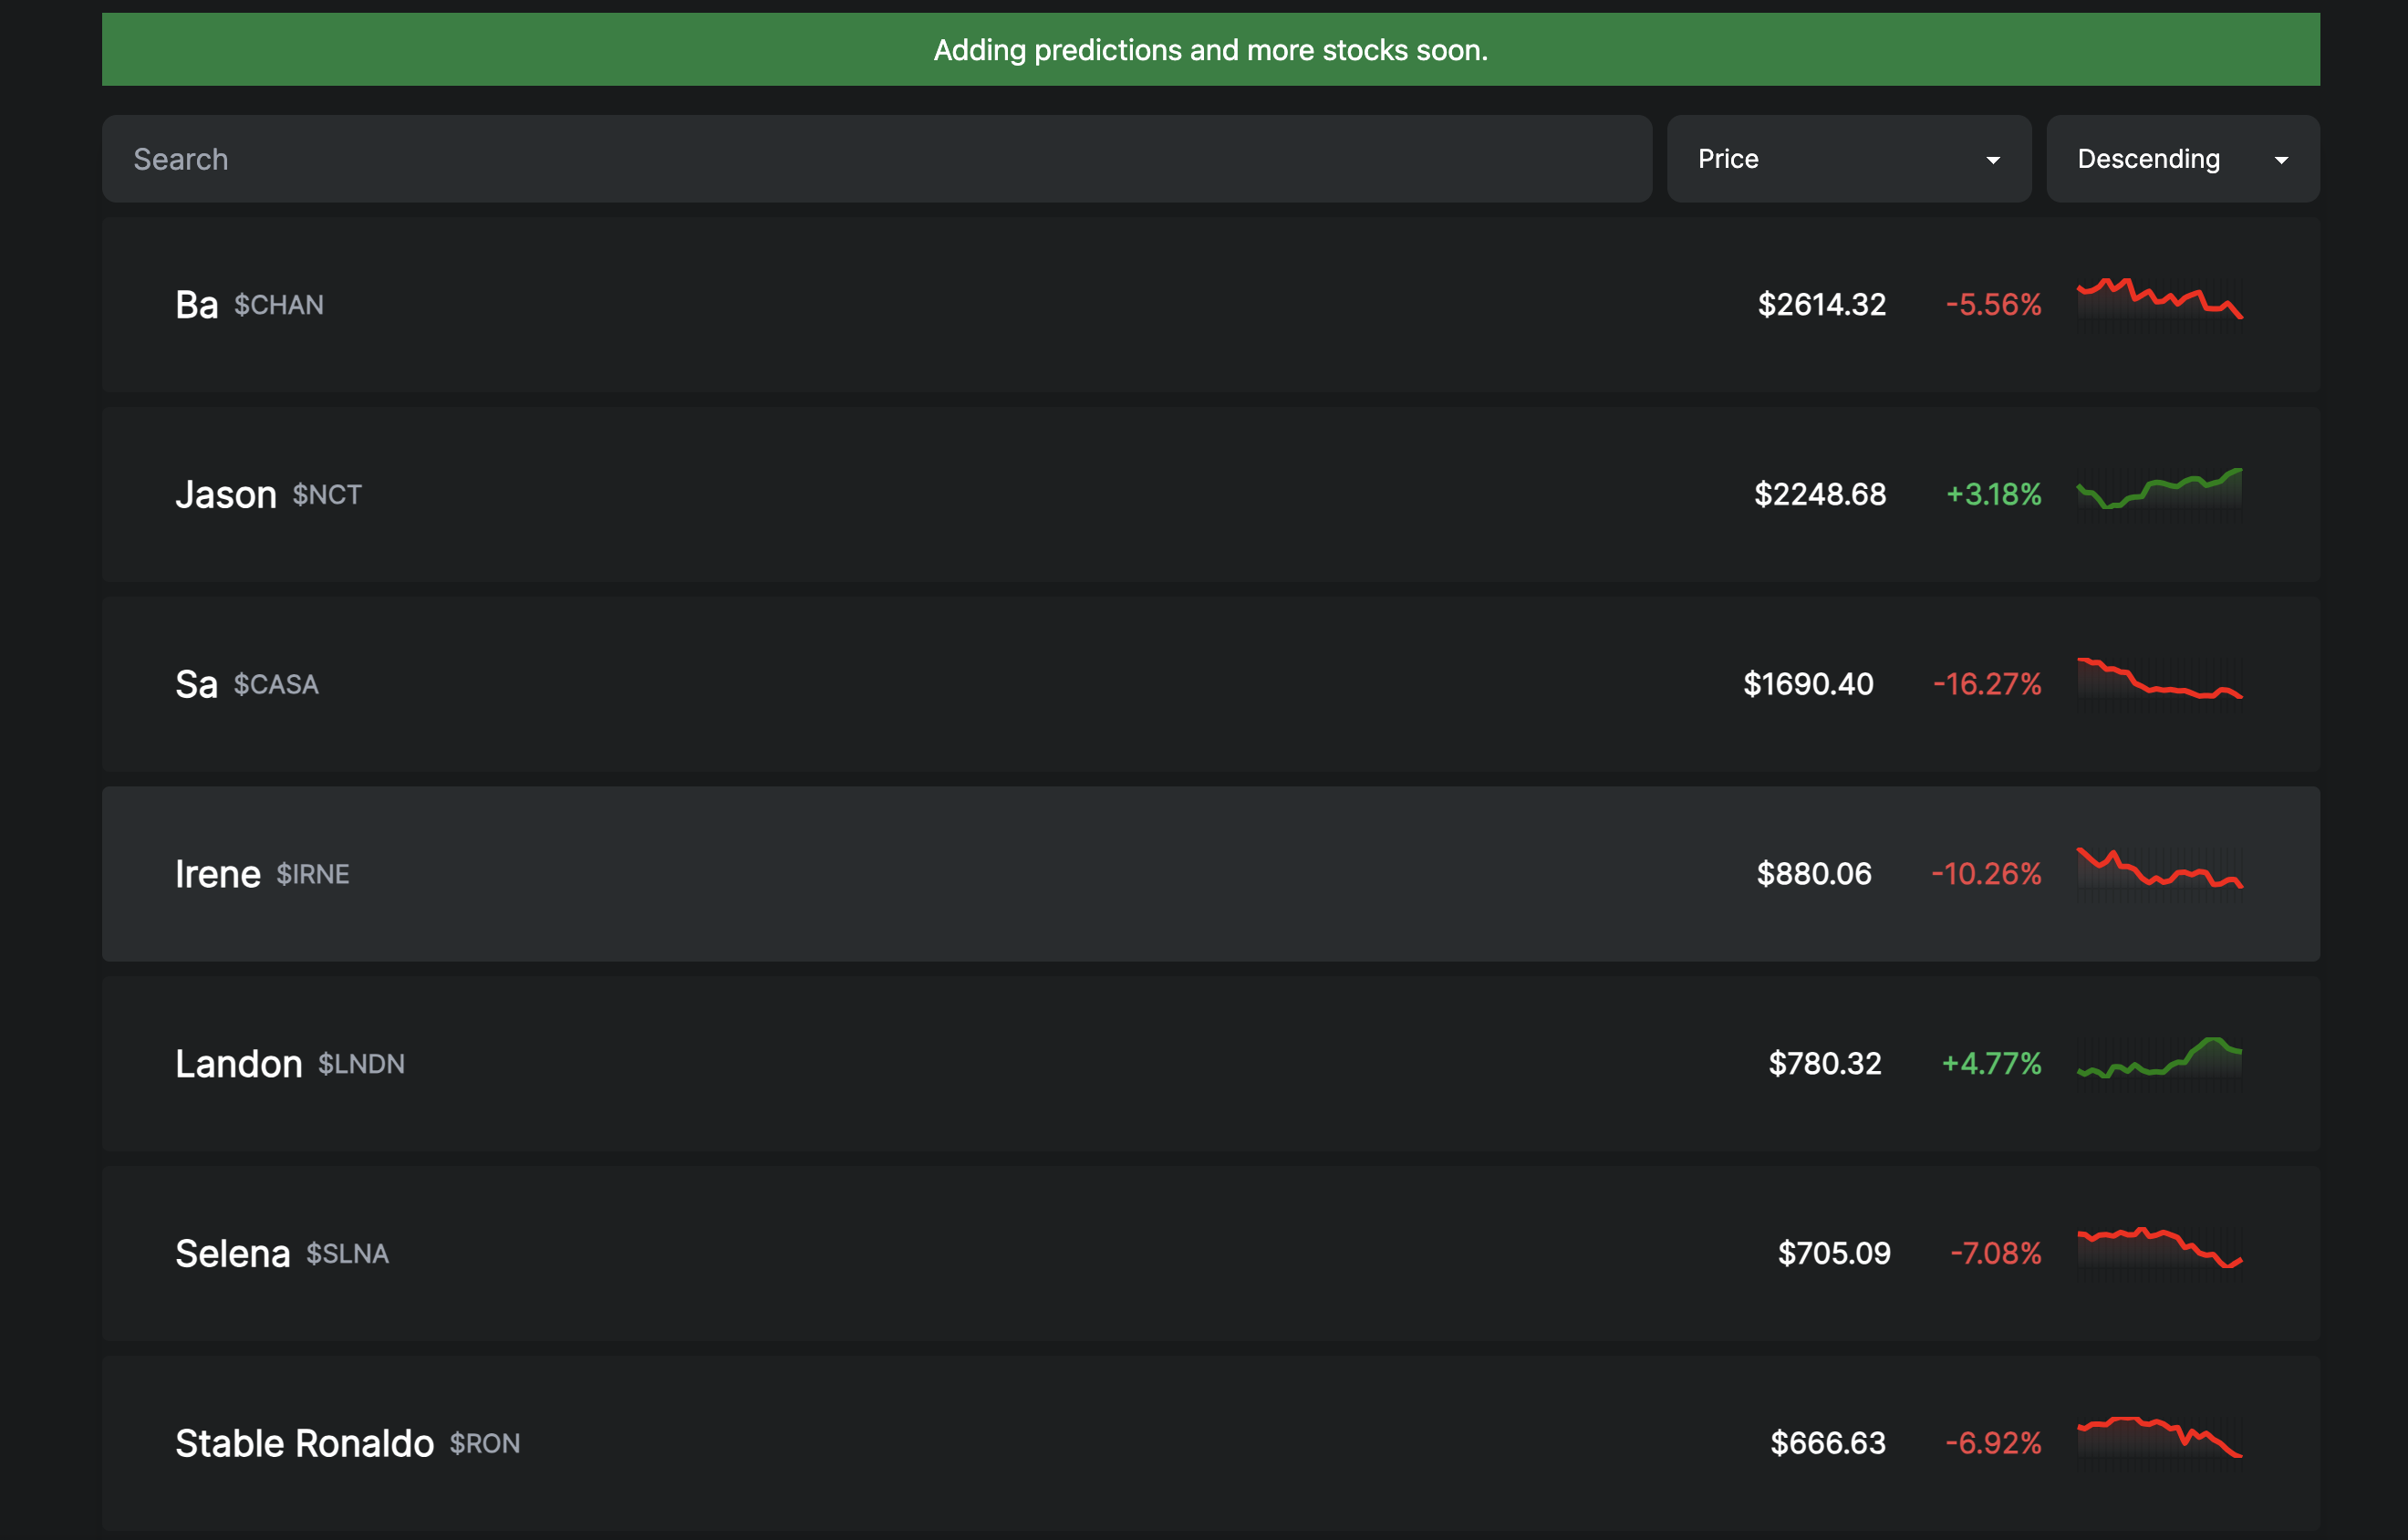 Adding predictions and more stocks soon.
Search Price Descending
Ba $CHAN $2614.32 -5.56%
Jason $NCT $2248.68 +3.18%
Sa $CASA $1690.40 -16.27%
Irene $IRNE $880.06 -10.26%
Landon $LNDN $780.32 +4.77%
Selena $SLNA $705.09 -7.08%
Stable Ronaldo $RON $666.63 -6.92%